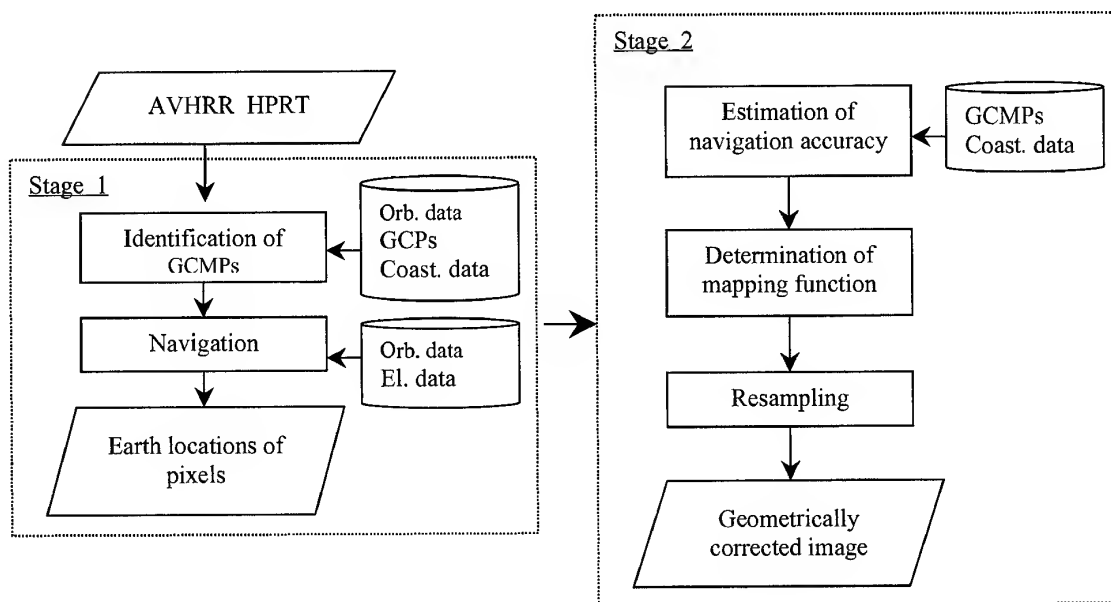 AVHRR HPRT
Stage 1
Identification of
GCMPs
Orb. data
GCPs
Coast. data
Navigation
Orb. data
El. data
Earth locations of
pixels
Stage 2
Estimation of
navigation accuracy
GCMPs
Coast. data
Determination of
mapping function
Resampling
Geometrically
corrected image